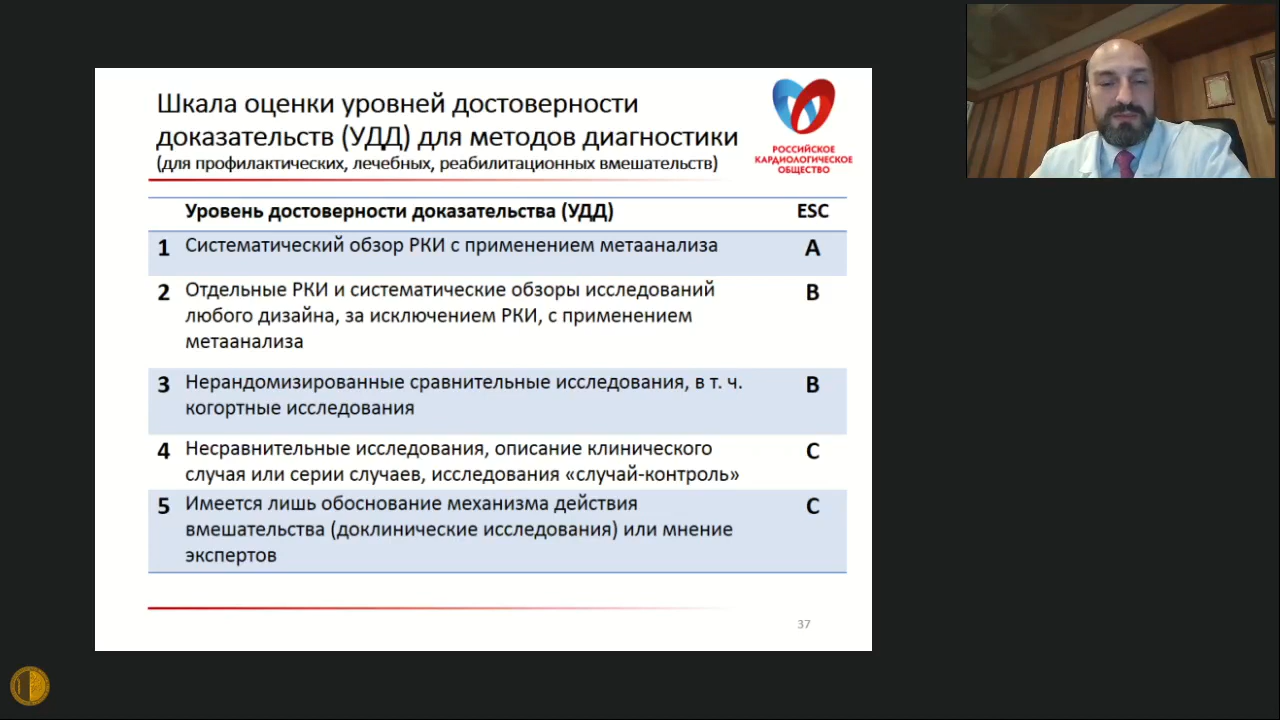 Шкала оценки уровней достоверности
доказательств (УДД) для методов диагностики
(для профилактических, лечебных, реабилитационных вмешательств)
РОССИЙСКОЕ
КАРДИОЛОГИЧЕСКОЕ
ОБЩЕСТВО
Уровень достоверности доказательства (УДД) ESC
1 Систематический обзор РКИ с применением метаанализа A
2 Отдельные РКИ и систематические обзоры исследований B
любого дизайна, за исключением РКИ, с применением
метаанализа
3 Нерандомизированные сравнительные исследования, в т. ч. B
когортные исследования
4 Несравнительные исследования, описание клинического C
случая или серии случаев, исследования «случай-контроль»
5 Имеется лишь обоснование механизма действия C
вмешательства (доклинические исследования) или мнение
экспертов
37